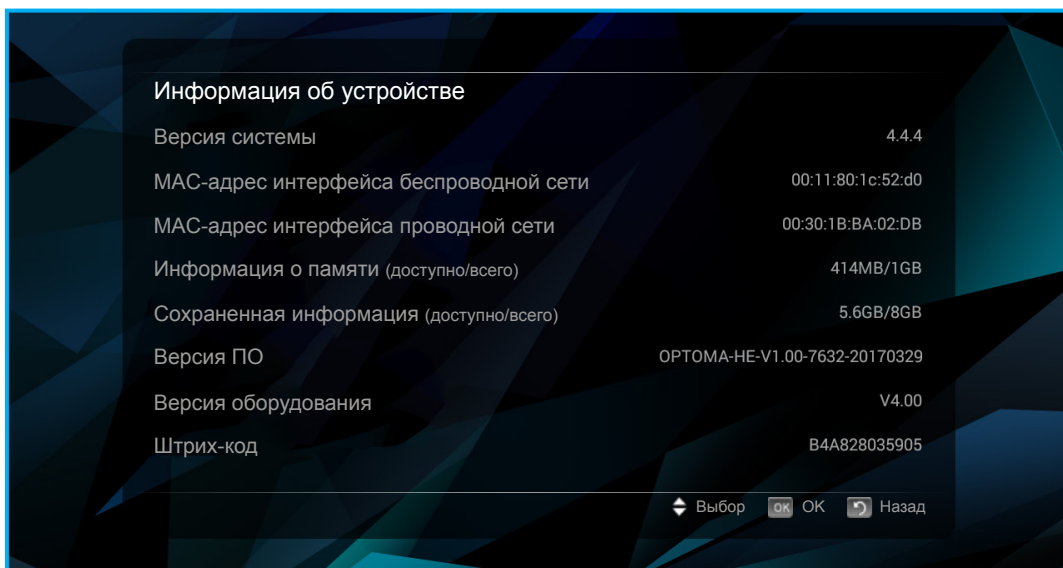 Информация об устройстве
Версия системы 4.4.4
MAC-адрес интерфейса беспроводной сети 00:11:80:1c:52:d0
MAC-адрес интерфейса проводной сети 00:30:1B:BA:02:DB
Информация о памяти (доступно/всего) 414MB/1GB
Сохраненная информация (доступно/всего) 5.6GB/8GB
Версия ПО OPTOMA-HE-V1.00-7632-20170329
Версия оборудования V4.00
Штрих-код B4A828035905
Выбор OK OK Назад